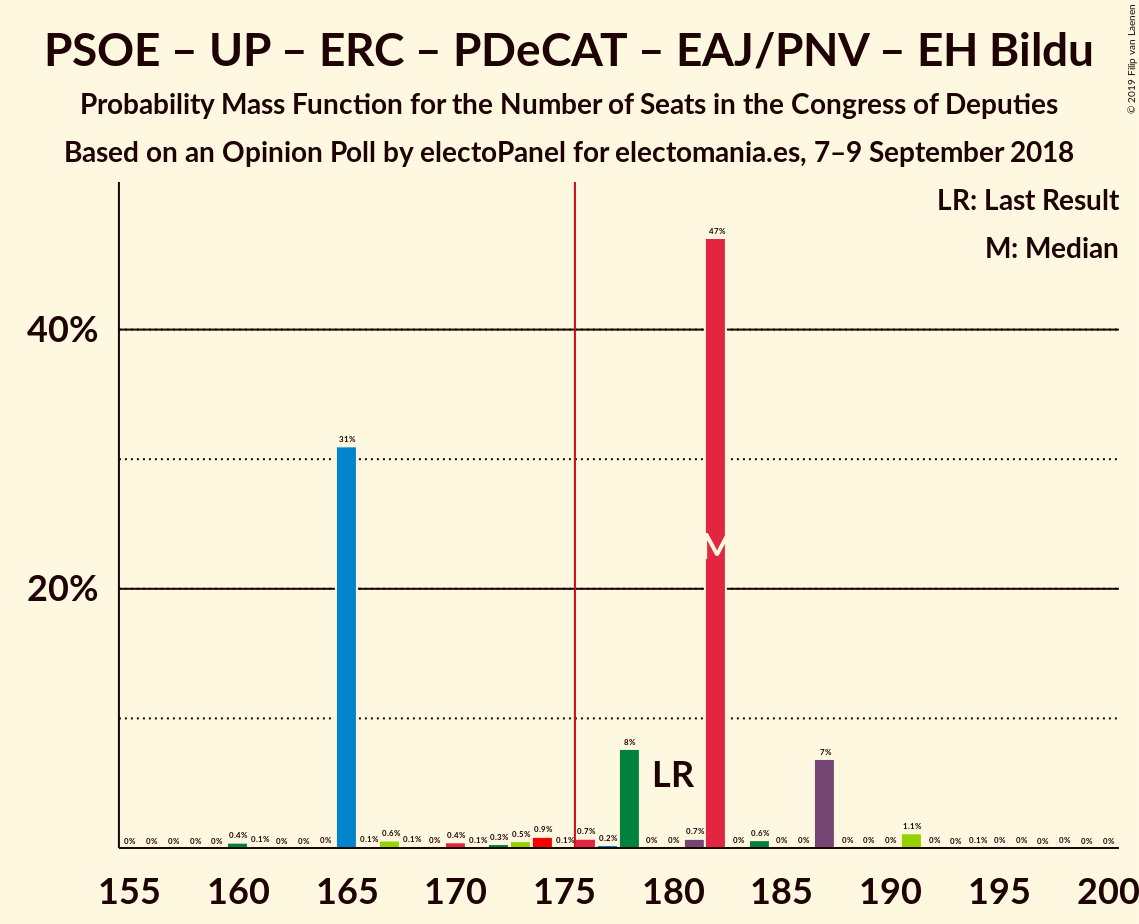 PSOE – UP – ERC – PDeCAT – EAJ/PNV – EH Bildu
Probability Mass Function for the Number of Seats in the Congress of Deputies
Based on an Opinion Poll by electoPanel for electomania.es, 7–9 September 2018
© 2019 Filip van Laenen
LR: Last Result
M: Median
40%
20%
0% 0% 0% 0% 0% 0.4% 0.1% 0% 0% 0% 31% 0.1% 0.6% 0.1% 0% 0.4% 0.1% 0.3% 0.5% 0.9% 0.1% 0.7% 0.2% 8% 0% 0% 0.7% 47% 0% 0.6% 0% 0% 7% 0% 0% 0% 1.1% 0% 0% 0.1% 0% 0% 0% 0% 0% 0%
LR
M
155 160 165 170 175 180 185 190 195 200